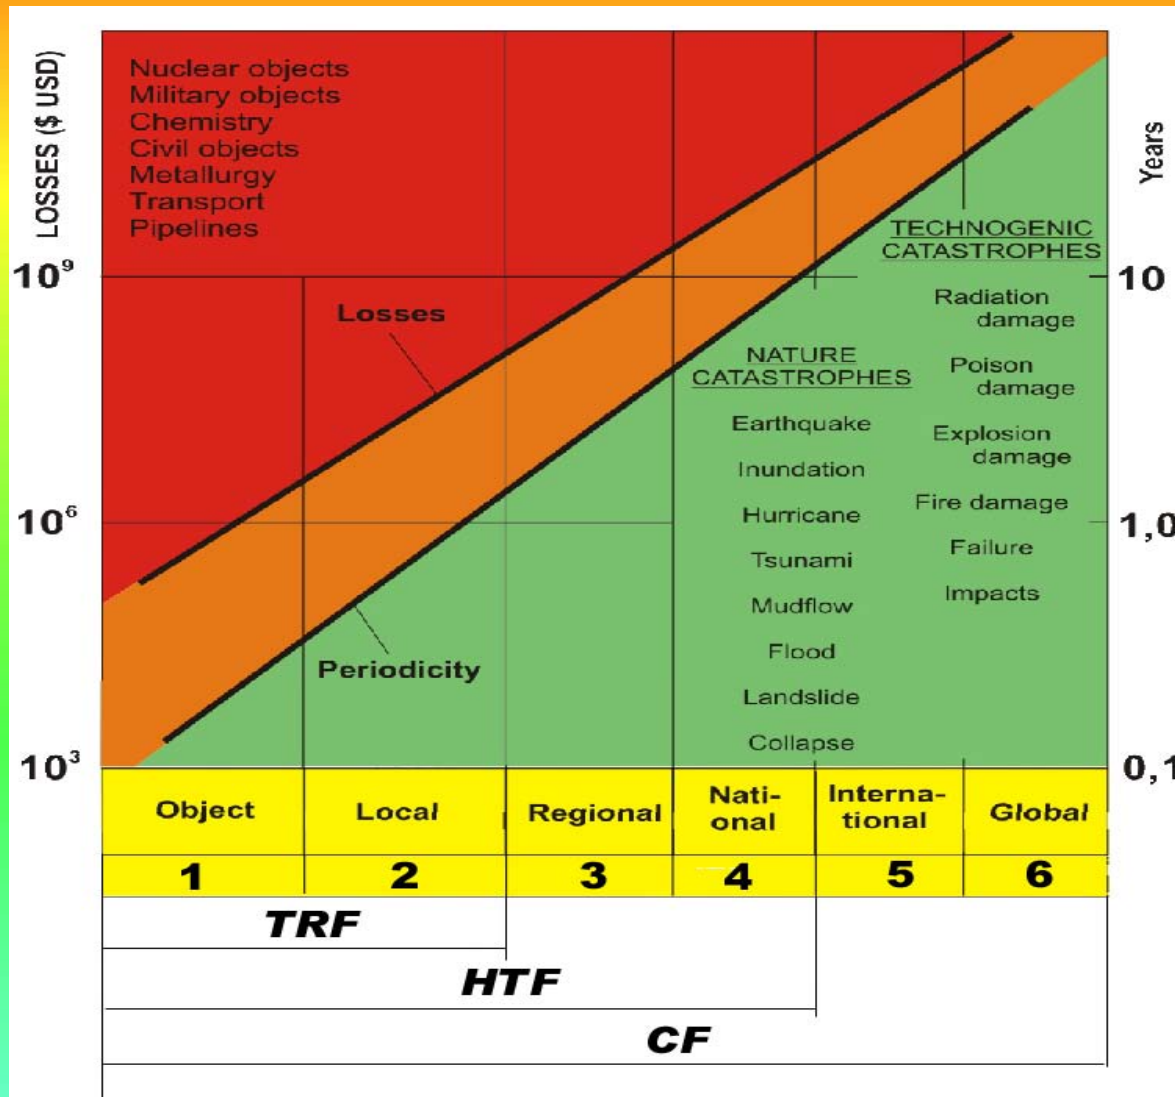 LOSSES ($ USD)
Nuclear objects
Military objects
Chemistry
Civil objects
Metallurgy
Transport
Pipelines
Years
TECHNOGENIC
CATASTROPHES
10⁹
10
Losses
Radiation
damage
NATURE
CATASTROPHES
Poison
damage
Earthquake
Explosion
damage
Inundation
Hurricane
Fire damage
10⁶
1,0
Tsunami
Failure
Mudflow
Impacts
Flood
Periodicity
Landslide
Collapse
10³
0,1
Object
Local
Regional
Nati-
onal
Interna-
tional
Global
1 2 3 4 5 6
TRF
HTF
CF